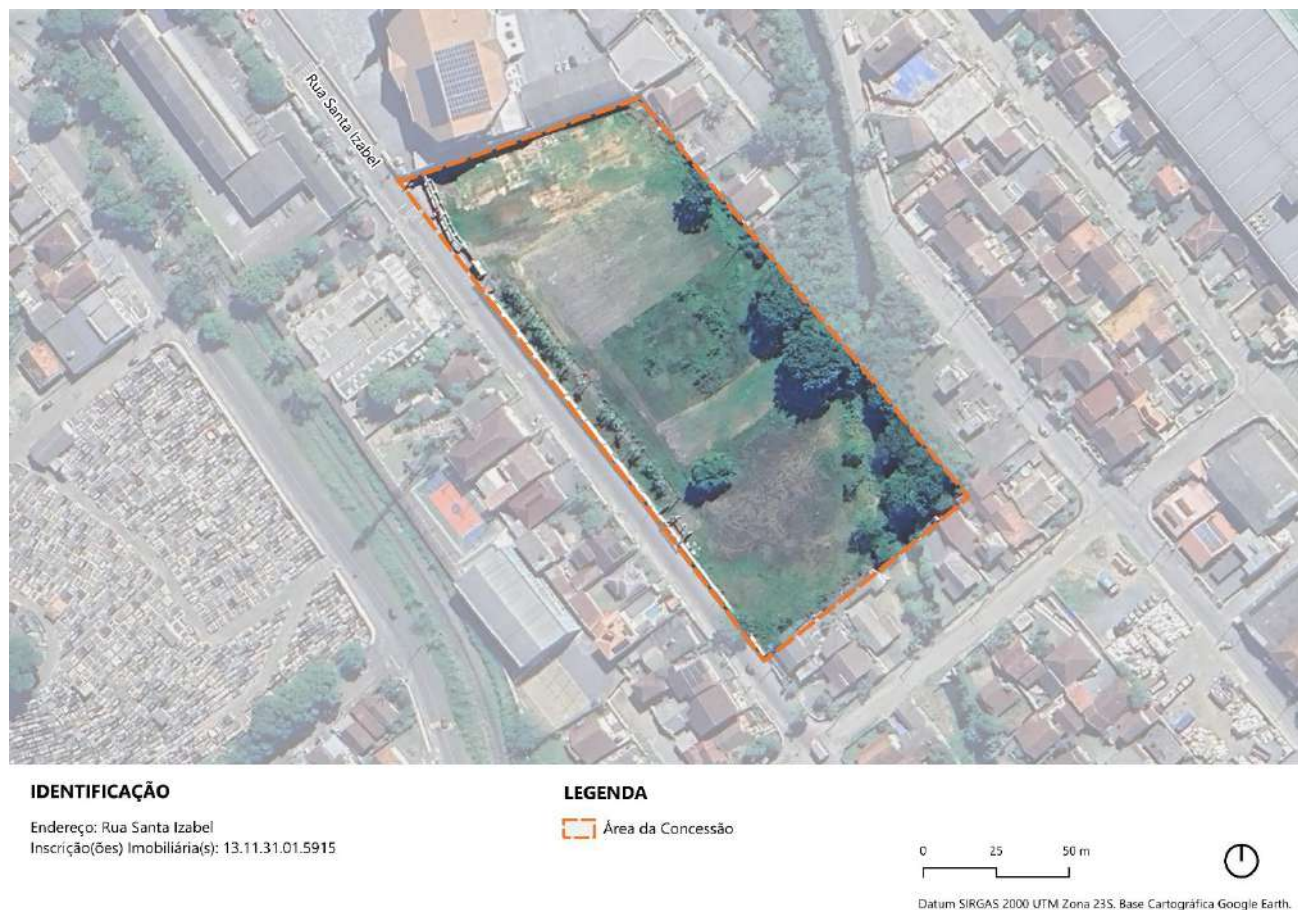 Rua Santa Izabel
IDENTIFICAÇÃO
Endereço: Rua Santa Izabel
Inscrição(ões) Imobiliária(s): 13.11.31.01.5915
LEGENDA
Área da Concessão
0 25 50 m
Datum SIRGAS 2000 UTM Zona 23S. Base Cartográfica Google Earth.